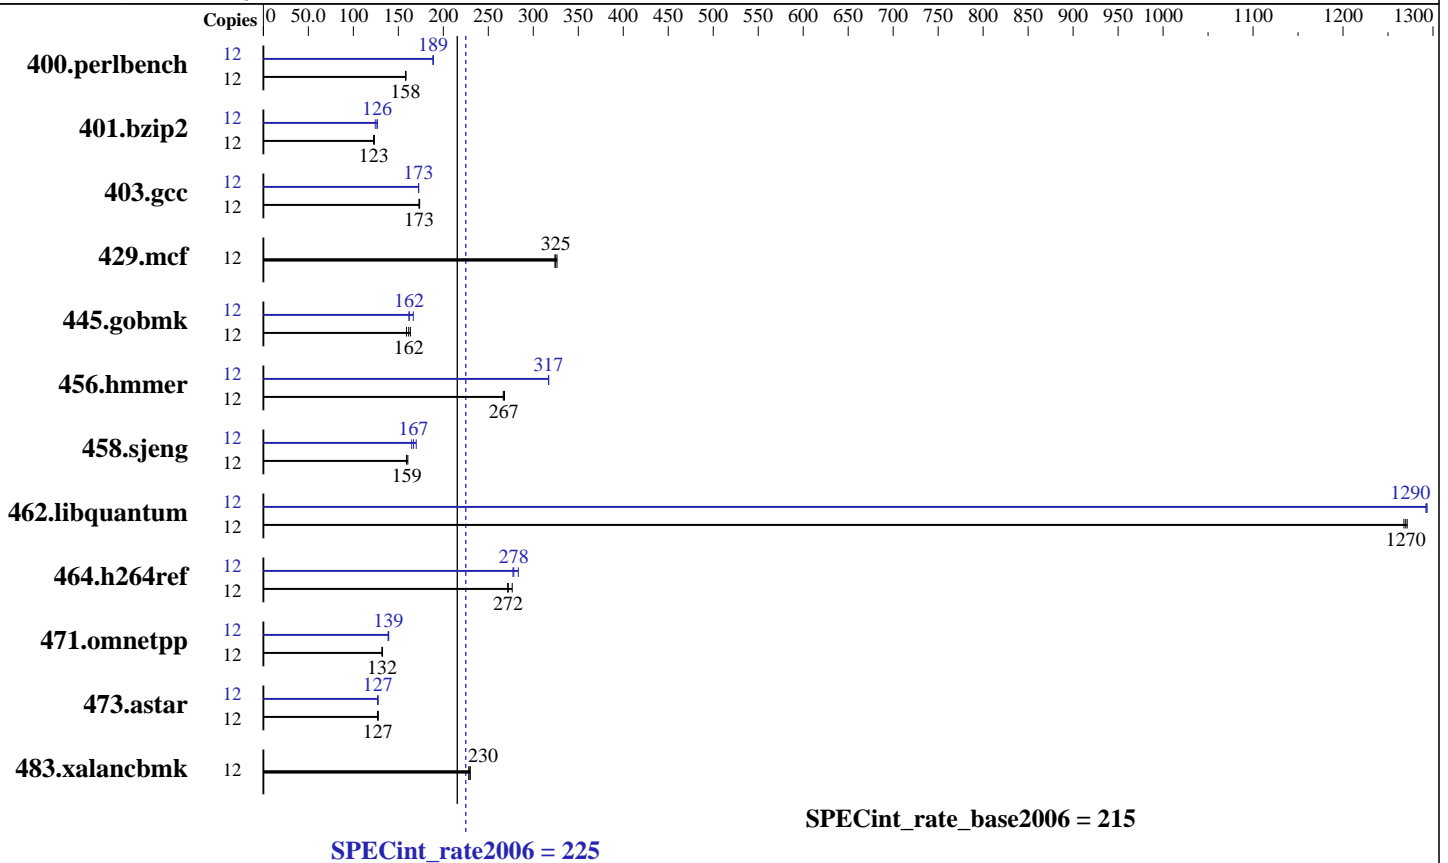 Copies 0 50.0 100 150 200 250 300 350 400 450 500 550 600 650 700 750 800 850 900 950 1000 1100 1200 1300
400.perlbench 12 189
12 158
401.bzip2 12 126
12 123
403.gcc 12 173
12 173
429.mcf 12 325
445.gobmk 12 162
12 162
456.hmmer 12 317
12 267
458.sjeng 12 167
12 159
462.libquantum 12 1290
12 1270
464.h264ref 12 278
12 272
471.omnetpp 12 139
12 132
473.astar 12 127
12 127
483.xalancbmk 12 230
SPECint_rate_base2006 = 215
SPECint_rate2006 = 225